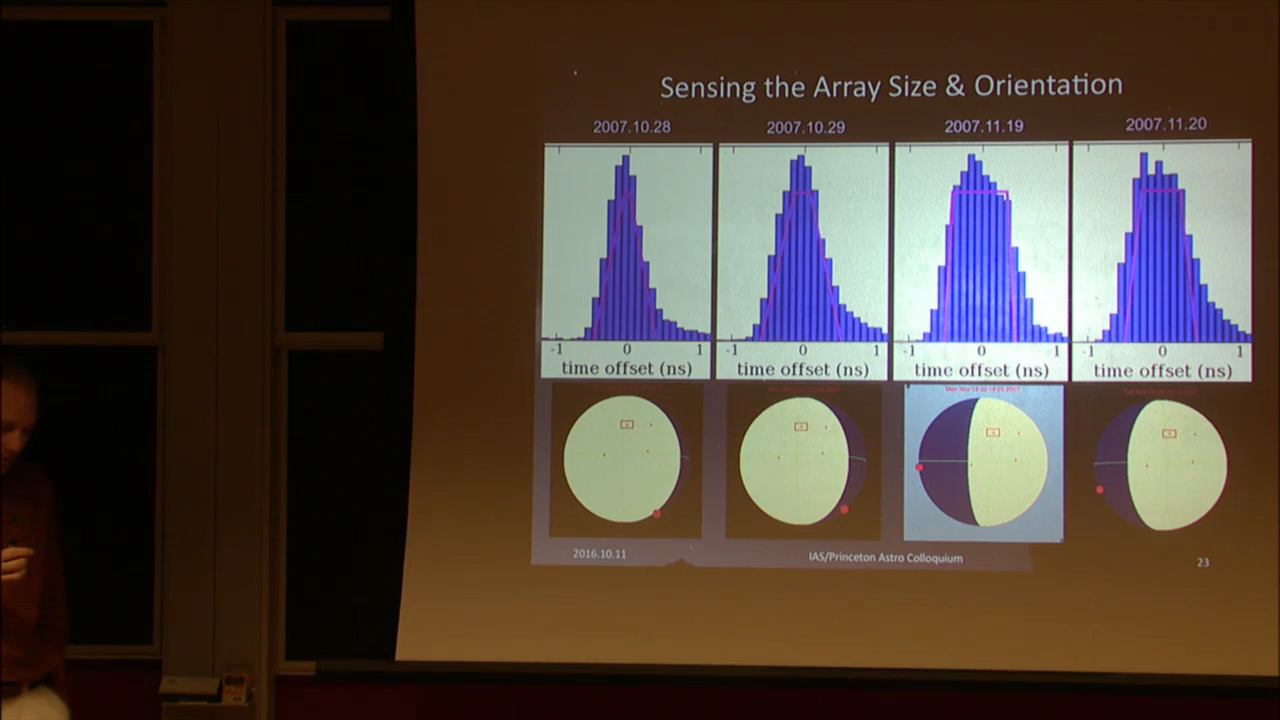 Sensing the Array Size & Orientation
2007.10.28
2007.10.29
2007.11.19
2007.11.20
-1 0 1
time offset (ns)
-1 0 1
time offset (ns)
-1 0 1
time offset (ns)
-1 0 1
time offset (ns)
2016.10.11
IAS/Princeton Astro Colloquium
23